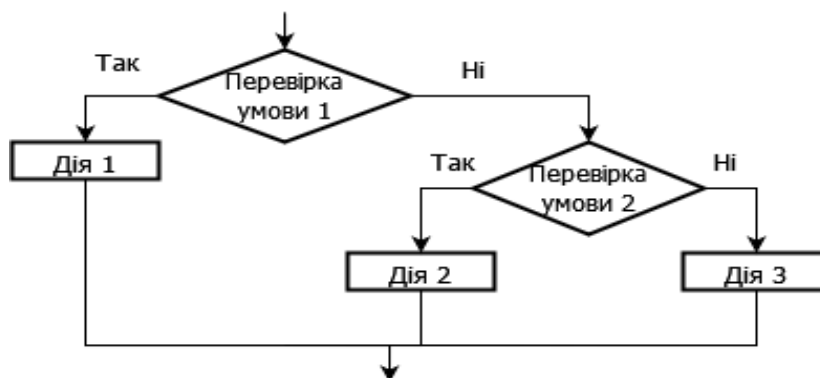 Так
Перевірка
умови 1
Ні
Дія 1
Так
Перевірка
умови 2
Ні
Дія 2
Дія 3